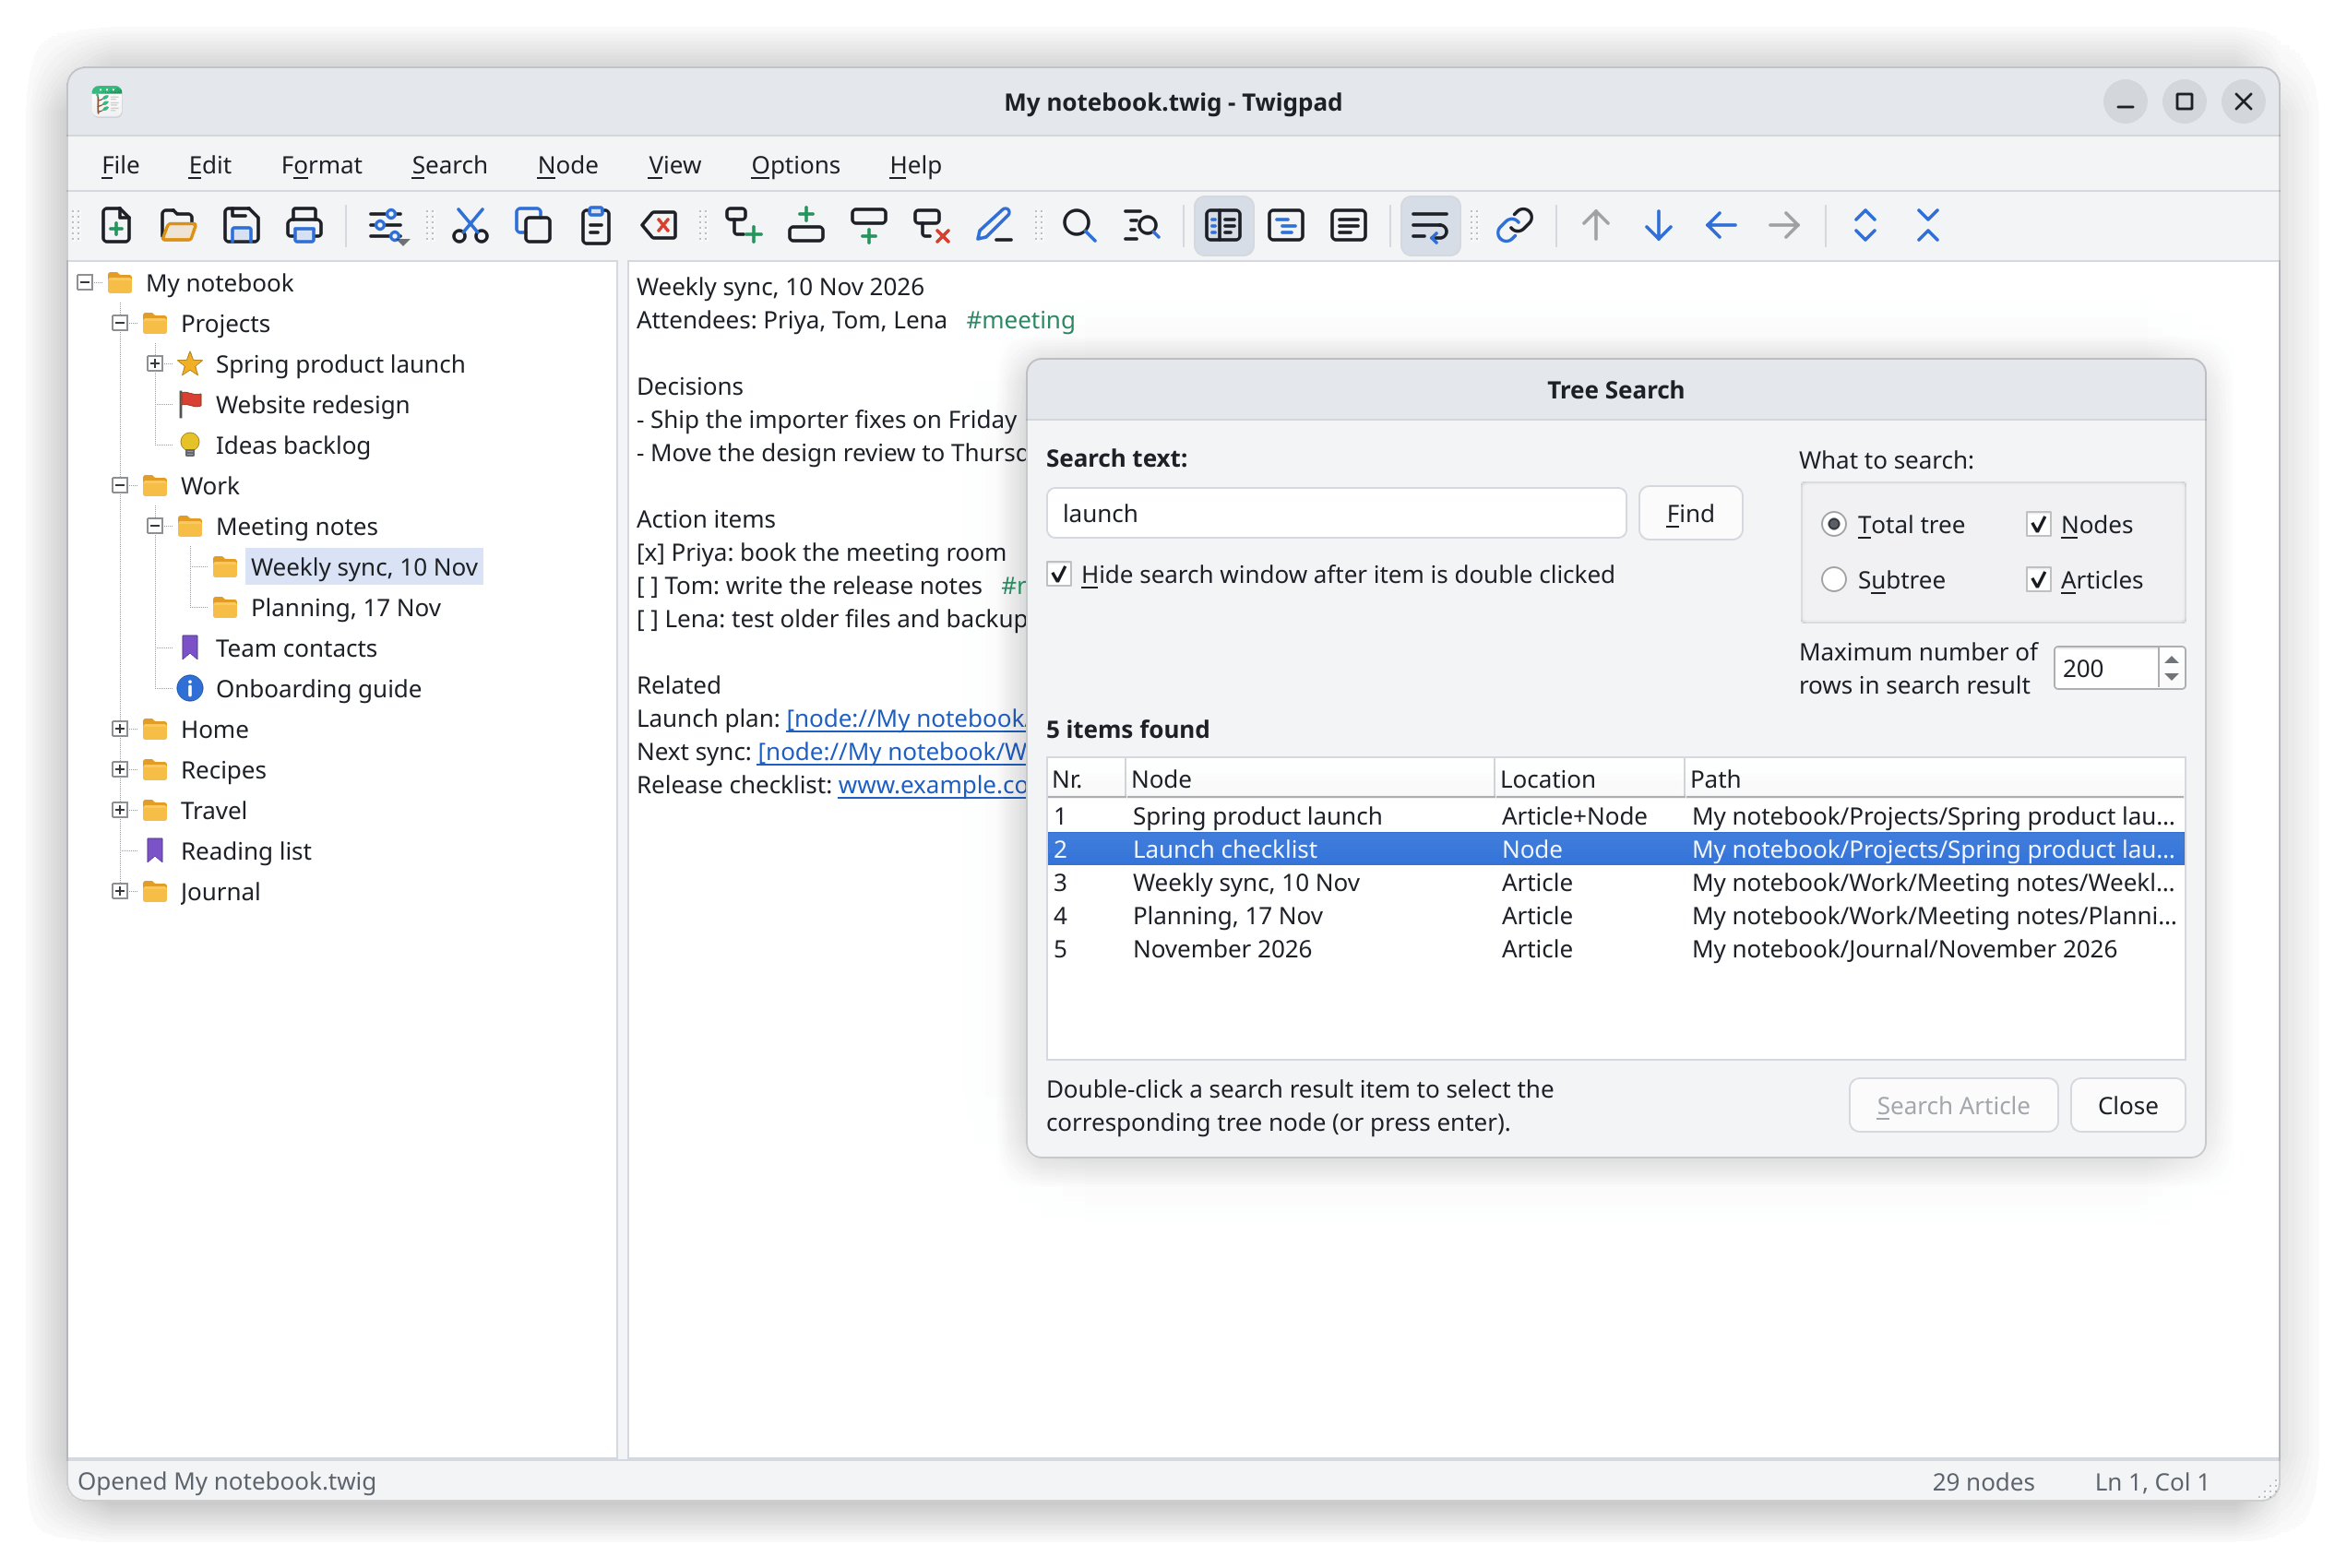 My notebook.twig - Twigpad
File Edit Format Search Node View Options Help
My notebook
Projects
Spring product launch
Website redesign
Ideas backlog
Work
Meeting notes
Weekly sync, 10 Nov
Planning, 17 Nov
Team contacts
Onboarding guide
Home
Recipes
Travel
Reading list
Journal
Weekly sync, 10 Nov 2026
Attendees: Priya, Tom, Lena #meeting
Decisions
- Ship the importer fixes on Friday
- Move the design review to Thursd
Action items
[x] Priya: book the meeting room
[ ] Tom: write the release notes #r
[ ] Lena: test older files and backup
Related
Launch plan: [node://My notebook/
Next sync: [node://My notebook/W
Release checklist: www.example.co
Tree Search
Search text:
launch
Find
Hide search window after item is double clicked
What to search:
Total tree Nodes
Subtree Articles
Maximum number of
rows in search result
200
5 items found
Nr. Node Location Path
1 Spring product launch Article+Node My notebook/Projects/Spring product lau...
2 Launch checklist Node My notebook/Projects/Spring product lau...
3 Weekly sync, 10 Nov Article My notebook/Work/Meeting notes/Weekl...
4 Planning, 17 Nov Article My notebook/Work/Meeting notes/Planni...
5 November 2026 Article My notebook/Journal/November 2026
Double-click a search result item to select the
corresponding tree node (or press enter).
Search Article Close
Opened My notebook.twig 29 nodes Ln 1, Col 1